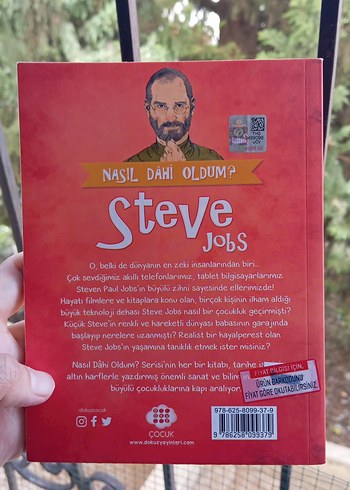 NASIL DÂHİ OLDUM?
Steve
JOBS
O, belki de dünyanın en zeki insanlarından biri...
Çok sevdiğimiz akıllı telefonlarımız, tablet bilgisayarlarımız
Steven Paul Jobs'ın büyülü zihni sayesinde ellerimizde!
Hayatı filmlere ve kitaplara konu olan, birçok kişinin ilham aldığı
büyük teknoloji dehası Steve Jobs nasıl bir çocukluk geçirmişti?
Küçük Steve'in renkli ve hareketli dünyası babasının garajında
başlayıp nerelere uzanmıştı? Realist bir hayalperest olan
Steve Jobs'ın yaşamına tanıklık etmek ister misiniz?
Nasıl Dâhi Oldum? Serisi'nin her bir kitabı, tarihe
altın harflerle yazdırmış önemli sanat ve bilim
büyülü çocukluklarına kapı aralıyor
FİYAT BİLGİSİ İÇİN,
ÜRÜN BARKODUNU
FİYAT GÖRE OKUTABİLİRSİNİZ.
dokuzcocuk
ÇOCUK
www.dokuzyayinlari.com
978-625-8099-37-9
9 786258 099379